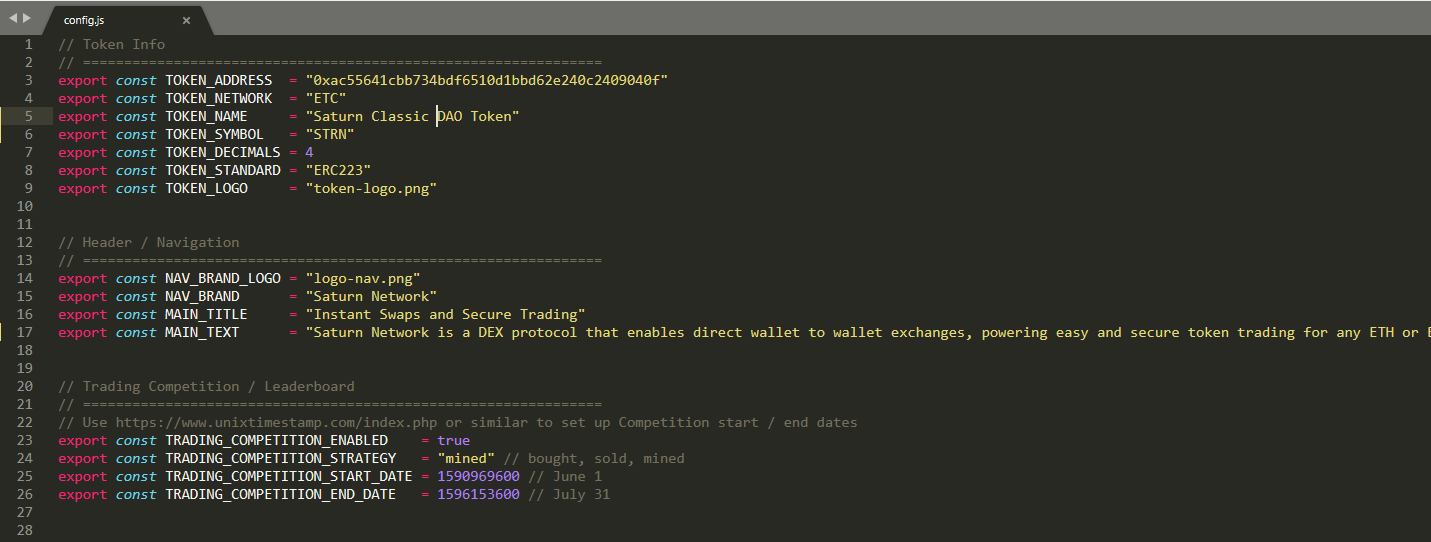 config.js ×
1 // Token Info
2 // ===============================================================
3 export const TOKEN_ADDRESS = "0xac55641cbb734bdf6510d1bbd62e240c2409040f"
4 export const TOKEN_NETWORK = "ETC"
5 export const TOKEN_NAME = "Saturn Classic DAO Token"
6 export const TOKEN_SYMBOL = "STRN"
7 export const TOKEN_DECIMALS = 4
8 export const TOKEN_STANDARD = "ERC223"
9 export const TOKEN_LOGO = "token-logo.png"
10
11
12 // Header / Navigation
13 // ===============================================================
14 export const NAV_BRAND_LOGO = "logo-nav.png"
15 export const NAV_BRAND = "Saturn Network"
16 export const MAIN_TITLE = "Instant Swaps and Secure Trading"
17 export const MAIN_TEXT = "Saturn Network is a DEX protocol that enables direct wallet to wallet exchanges, powering easy and secure token trading for any ETH or
18
19
20 // Trading Competition / Leaderboard
21 // ===============================================================
22 // Use https://www.unixtimestamp.com/index.php or similar to set up Competition start / end dates
23 export const TRADING_COMPETITION_ENABLED = true
24 export const TRADING_COMPETITION_STRATEGY = "mined" // bought, sold, mined
25 export const TRADING_COMPETITION_START_DATE = 1590969600 // June 1
26 export const TRADING_COMPETITION_END_DATE = 1596153600 // July 31
27
28